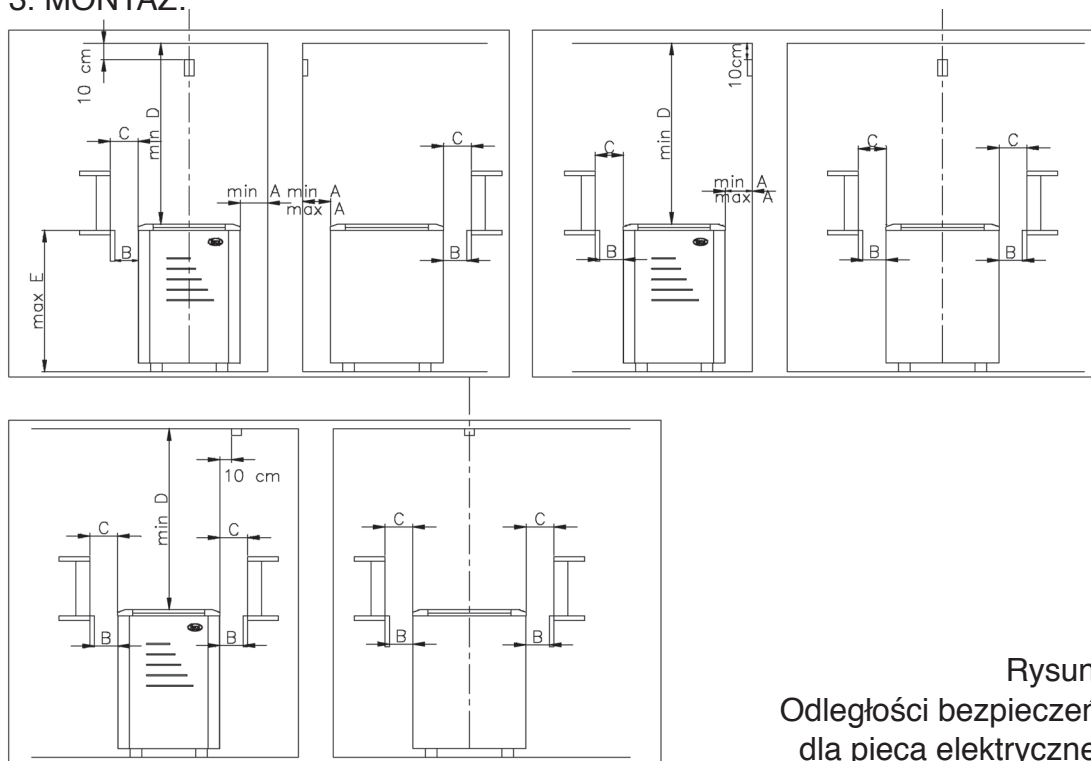 3. MONTAŻ.
10 cm
C
min D
min A
B
max E
min A
max A
C
B
C
B
min D
10cm
min A
max A
C
B
C
B
C
B
min D
10 cm
C
B
C
B
C
B
Rysun
Odległości bezpieczeń
dla pieca elektryczne